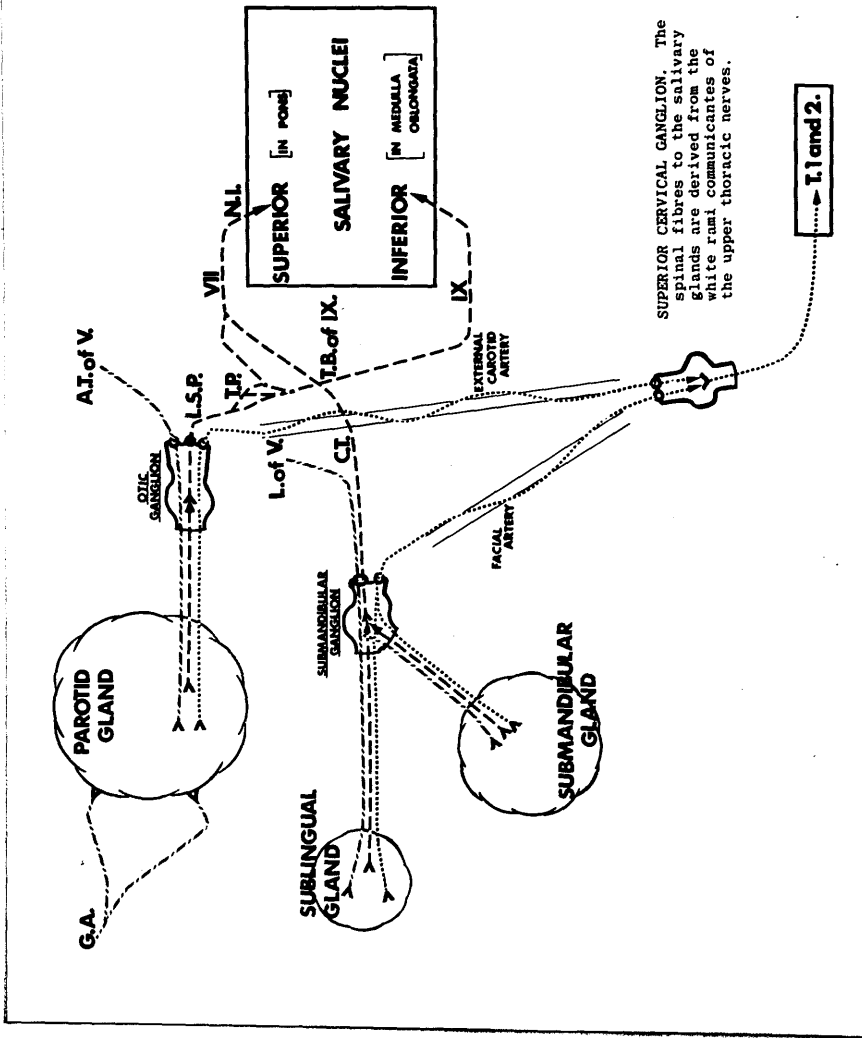 G.A.
PAROTID
GLAND
OTIC
GANGLION
A.T. of V.
L.S.P.
T.P.
VII
N.I.
SUPERIOR [IN PONS]
SALIVARY NUCLEI
INFERIOR [IN MEDULLA
OBLONGATA]
T.B. of IX.
IX
L. of V.
C.T.
SUBLINGUAL
GLAND
SUBMANDIBULAR
GANGLION
SUBMANDIBULAR
GLAND
FACIAL
ARTERY
EXTERNAL
CAROTID
ARTERY
SUPERIOR CERVICAL GANGLION. The
spinal fibres to the salivary
glands are derived from the
white rami communicantes of
the upper thoracic nerves.
T.1 and 2.